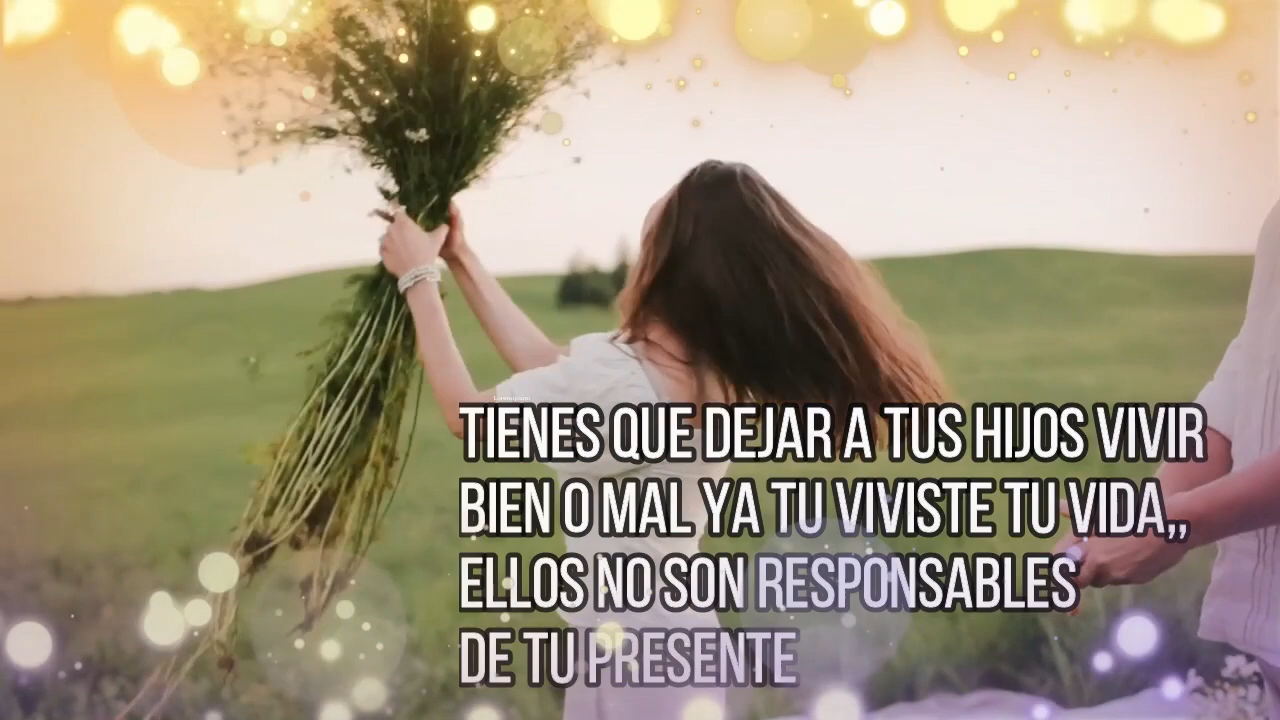 TIENES QUE DEJAR A TUS HIJOS VIVIR
BIEN O MAL YA TU VIVISTE TU VIDA,,
ELLOS NO SON RESPONSABLES
DE TU PRESENTE